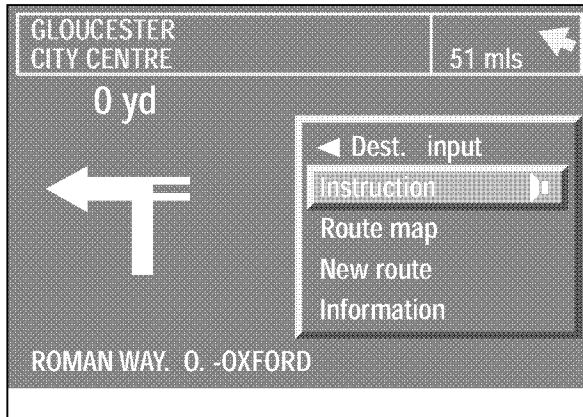 GLOUCESTER
CITY CENTRE
51 mls
0 yd
Dest. input
Instruction
Route map
New route
Information
ROMAN WAY. O. -OXFORD